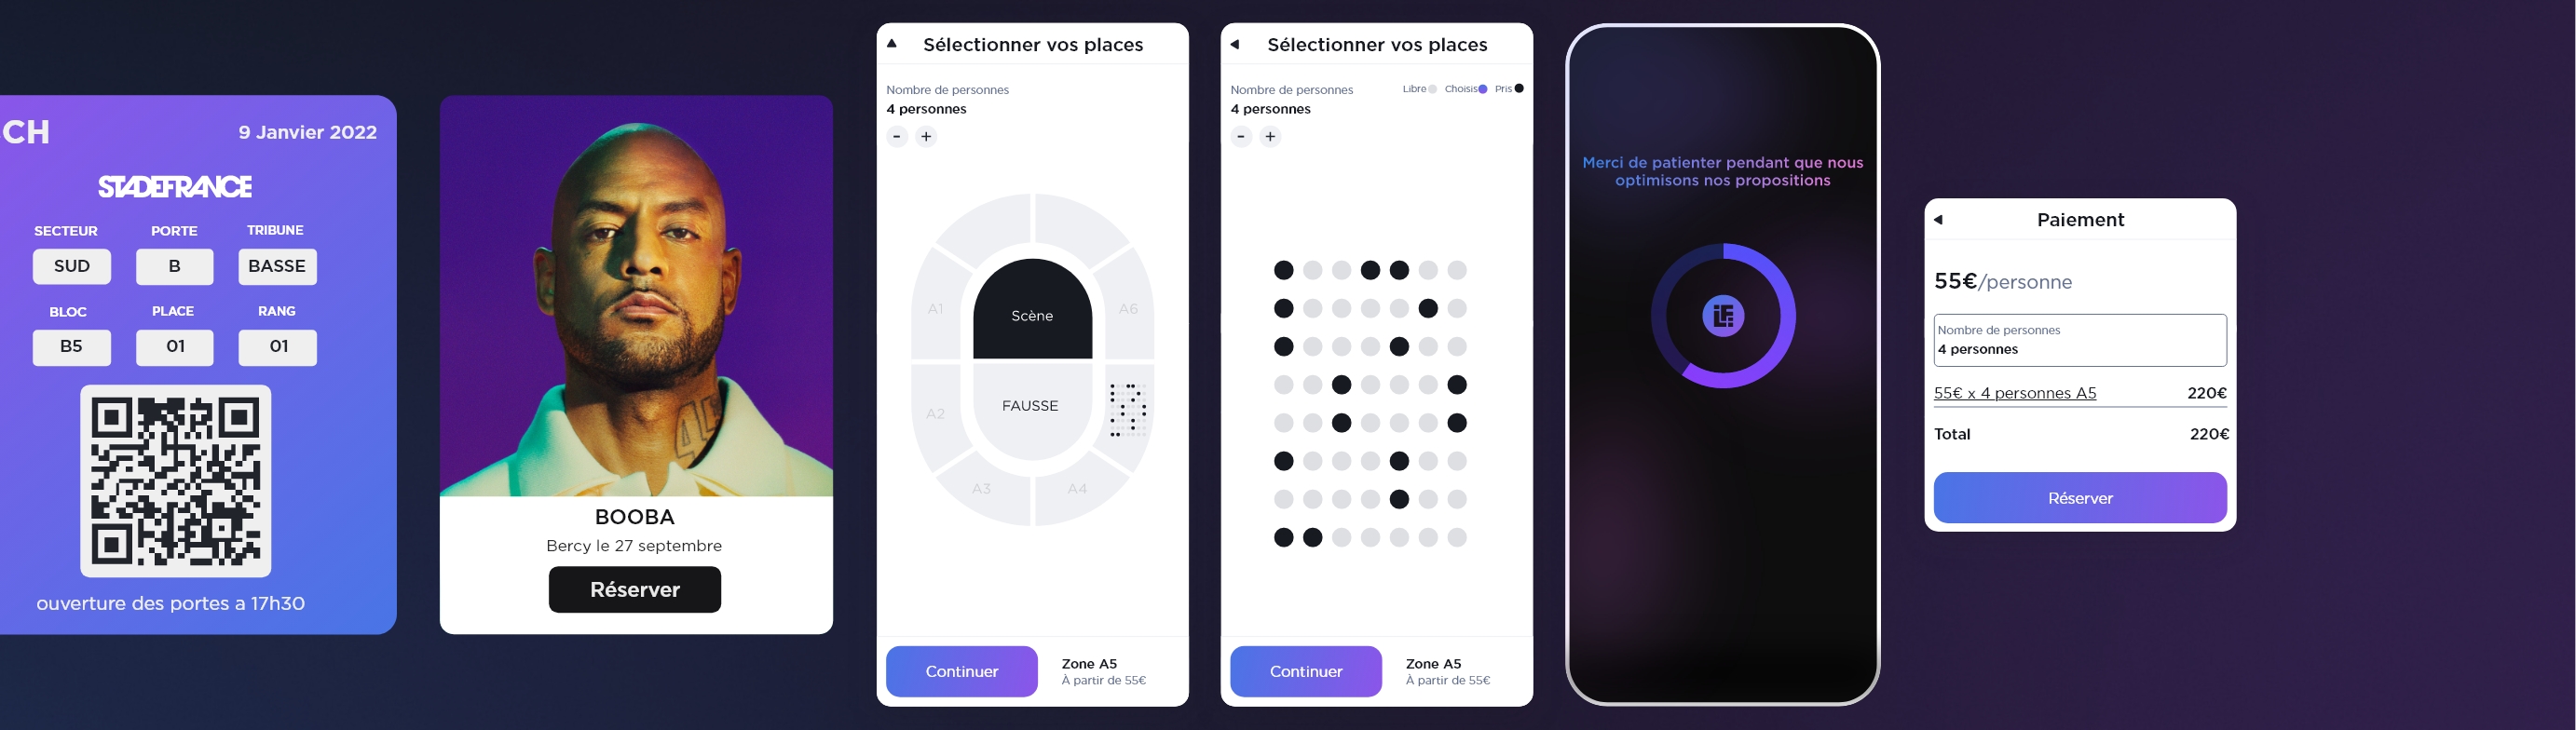 CH
9 Janvier 2022
STADEFRANCE
SECTEUR
PORTE
TRIBUNE
SUD
B
BASSE
BLOC
PLACE
RANG
B5
01
01
ouverture des portes a 17h30
BOOBA
Bercy le 27 septembre
Réserver
Sélectionner vos places
Nombre de personnes
4 personnes
- +
A1
Scène
A6
A2
FAUSSE
A3
A4
Continuer
Zone A5
À partir de 55€
Sélectionner vos places
Nombre de personnes
Libre Choisis Pris
4 personnes
- +
Continuer
Zone A5
À partir de 55€
Merci de patienter pendant que nous
optimisons nos propositions
Paiement
55€/personne
Nombre de personnes
4 personnes
55€ x 4 personnes A5 220€
Total 220€
Réserver